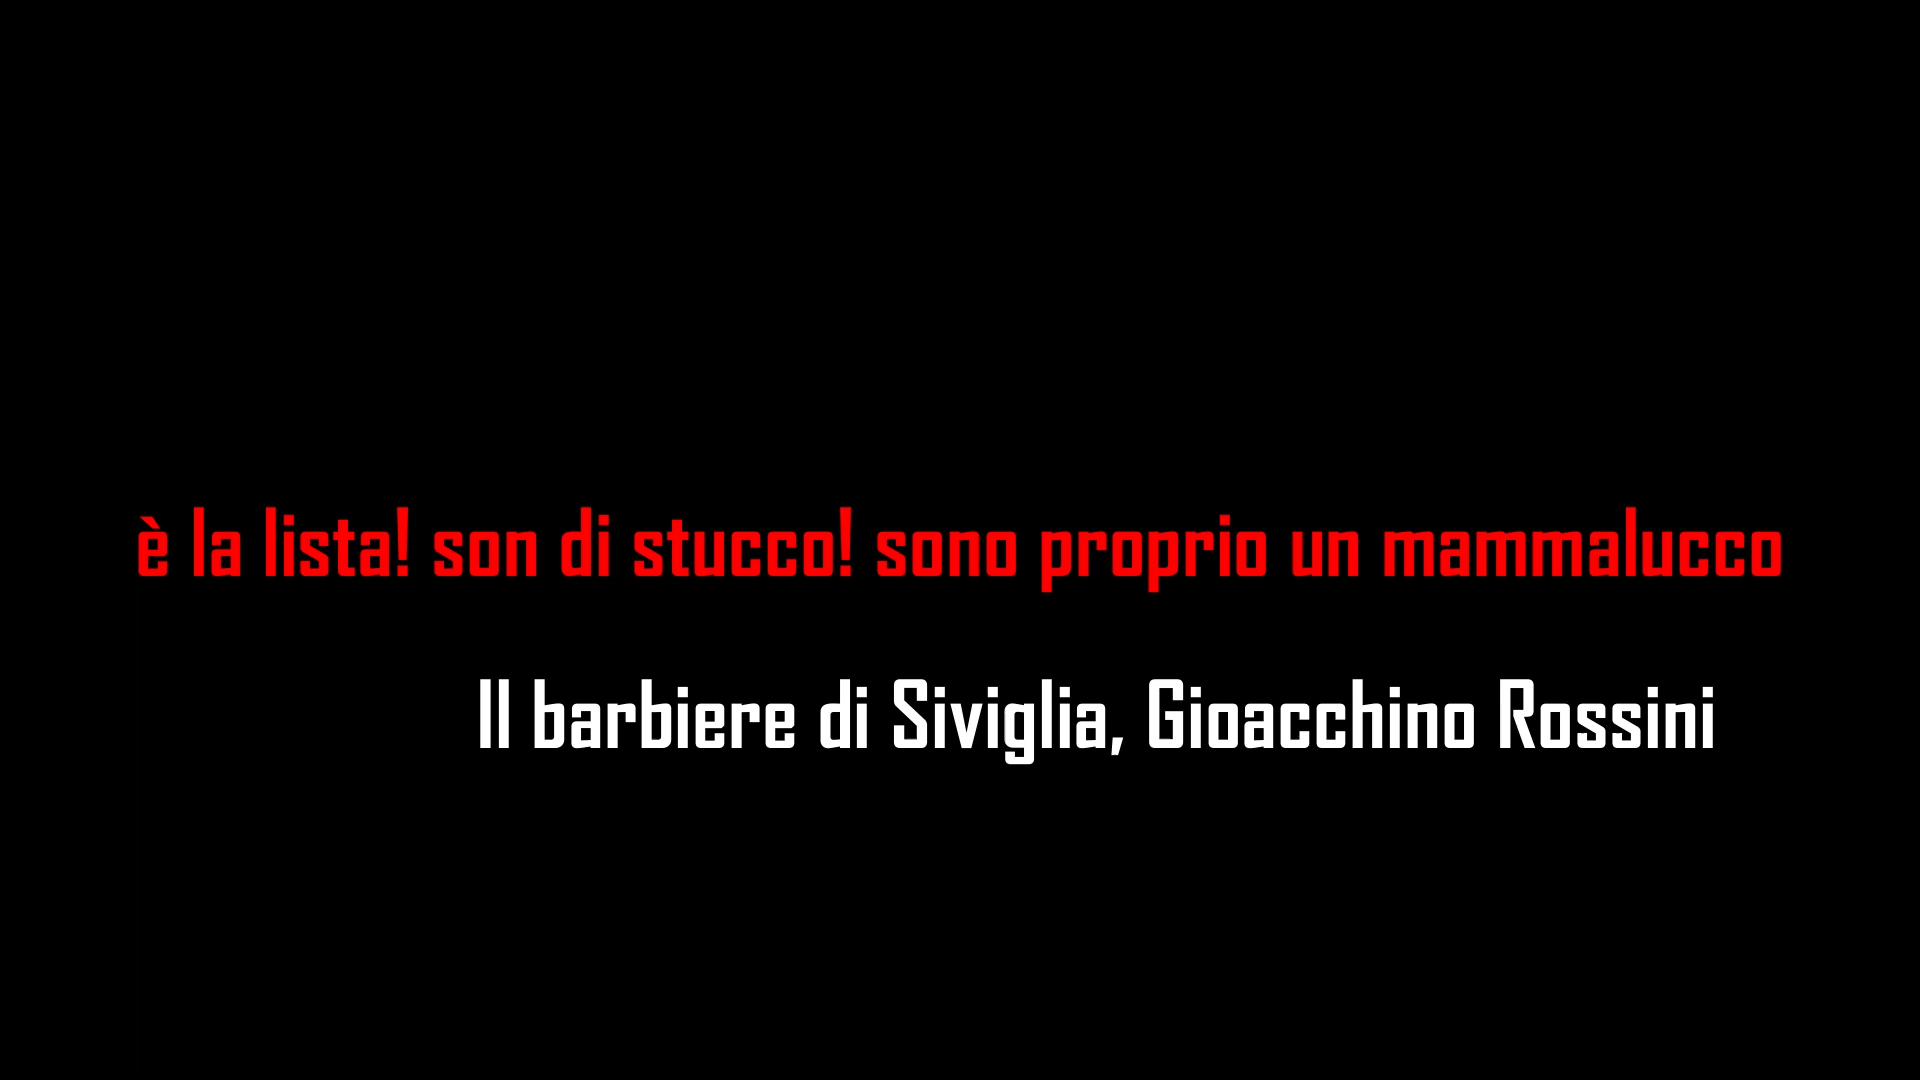 è la lista! son di stucco! sono proprio un mammalucco
Il barbiere di Siviglia, Gioacchino Rossini